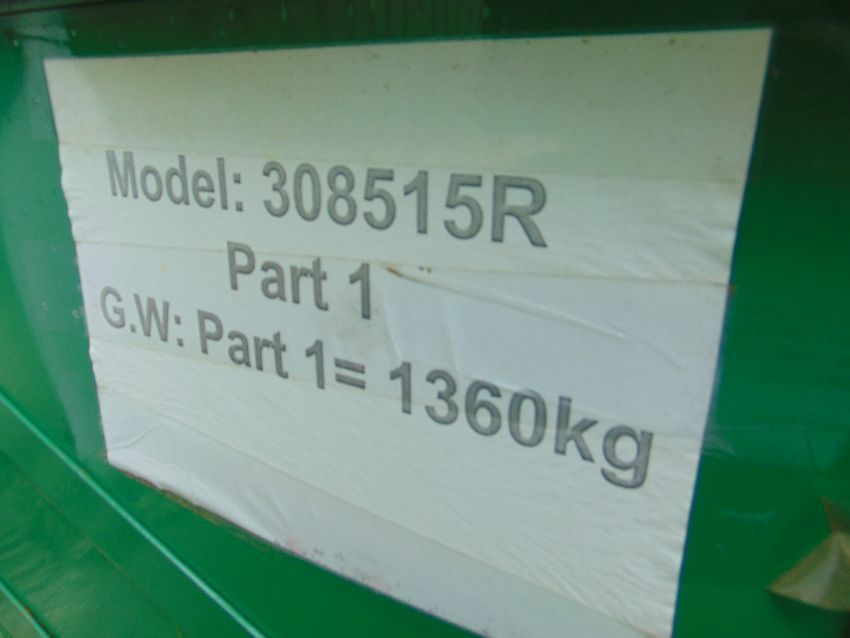 Model: 308515R
Part 1
G.W: Part 1= 1360kg